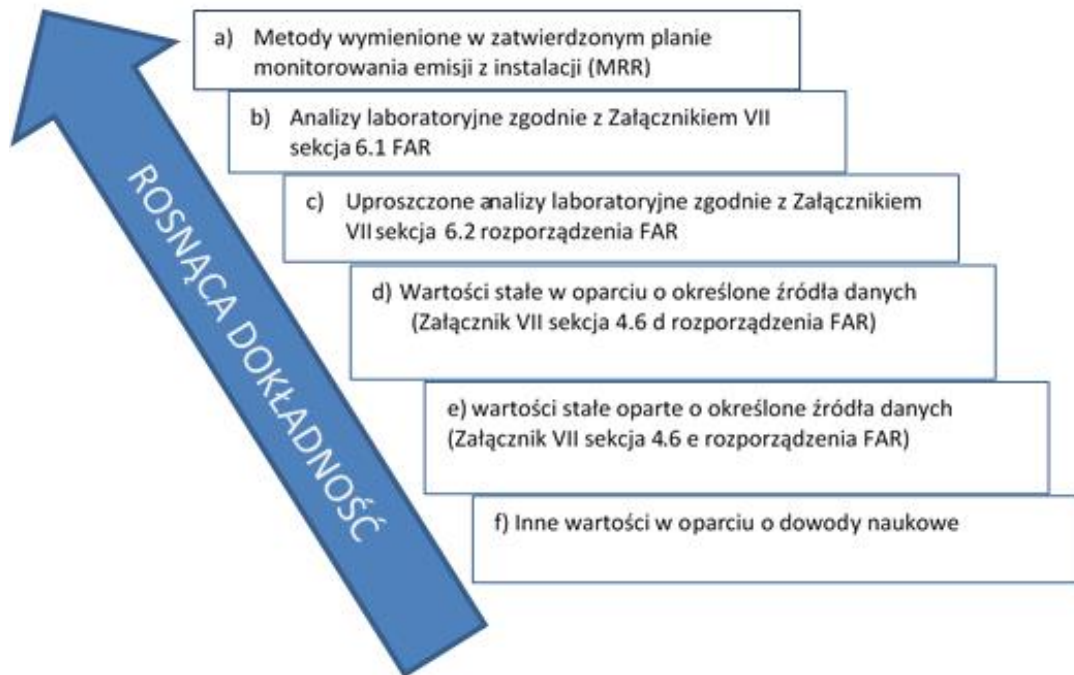 a) Metody wymienione w zatwierdzonym planie
monitorowania emisji z instalacji (MRR)
b) Analizy laboratoryjne zgodnie z Załącznikiem VII
sekcja 6.1 FAR
c) Uproszczone analizy laboratoryjne zgodnie z Załącznikiem
VII sekcja 6.2 rozporządzenia FAR
d) Wartości stałe w oparciu o określone źródła danych
(Załącznik VII sekcja 4.6 d rozporządzenia FAR)
e) wartości stałe oparte o określone źródła danych
(Załącznik VII sekcja 4.6 e rozporządzenia FAR)
f) Inne wartości w oparciu o dowody naukowe
ROSNĄCA DOKŁADNOŚĆ